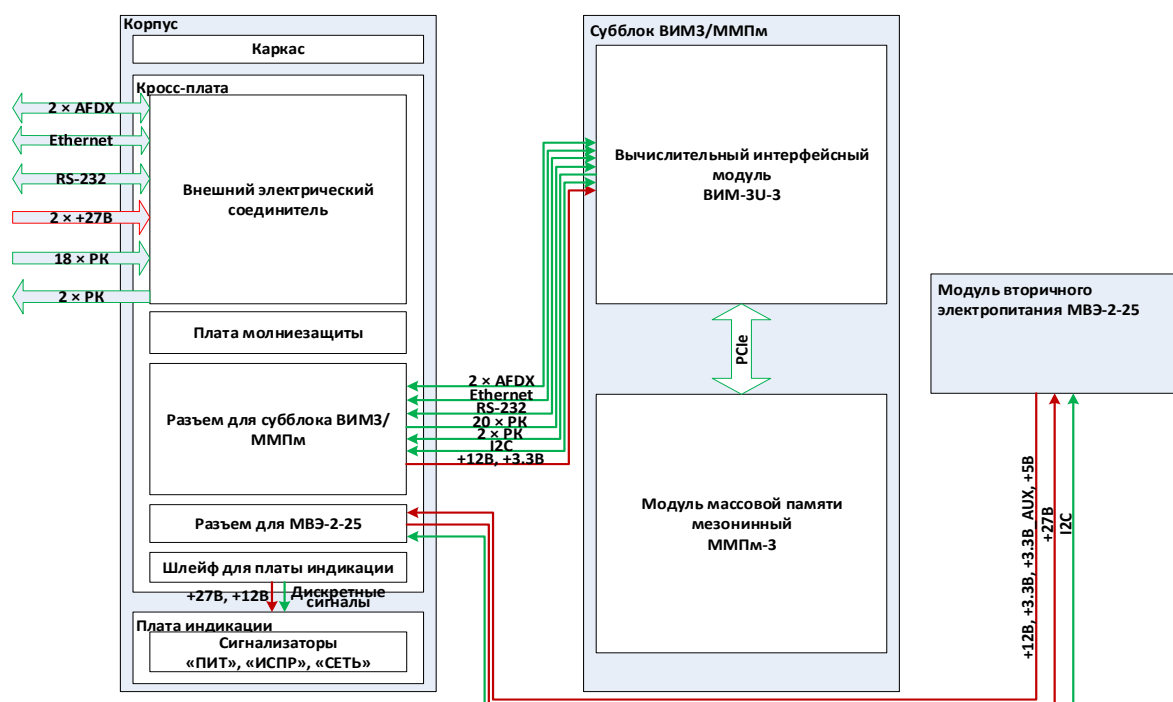 Корпус
Каркас
Кросс-плата
2 × AFDX
Ethernet
RS-232
2 × +27В
18 × РК
2 × РК
Внешний электрический
соединитель
Плата молниезащиты
Разъем для субблока ВИМ3/
ММПм
Разъем для МВЭ-2-25
Шлейф для платы индикации
+27В, +12В
Дискретные
сигналы
Плата индикации
Сигнализаторы
«ПИТ», «ИСПР», «СЕТЬ»
2 × AFDX
Ethernet
RS-232
20 × РК
2 × РК
I2C
+12В, +3.3В
Субблок ВИМ3/ММПм
Вычислительный интерфейсный
модуль
ВИМ-3U-3
PCIe
Модуль массовой памяти
мезонинный
ММПм-3
Модуль вторичного
электропитания МВЭ-2-25
+12В, +3.3В, +3.3В AUX, +5В
+27В
I2C